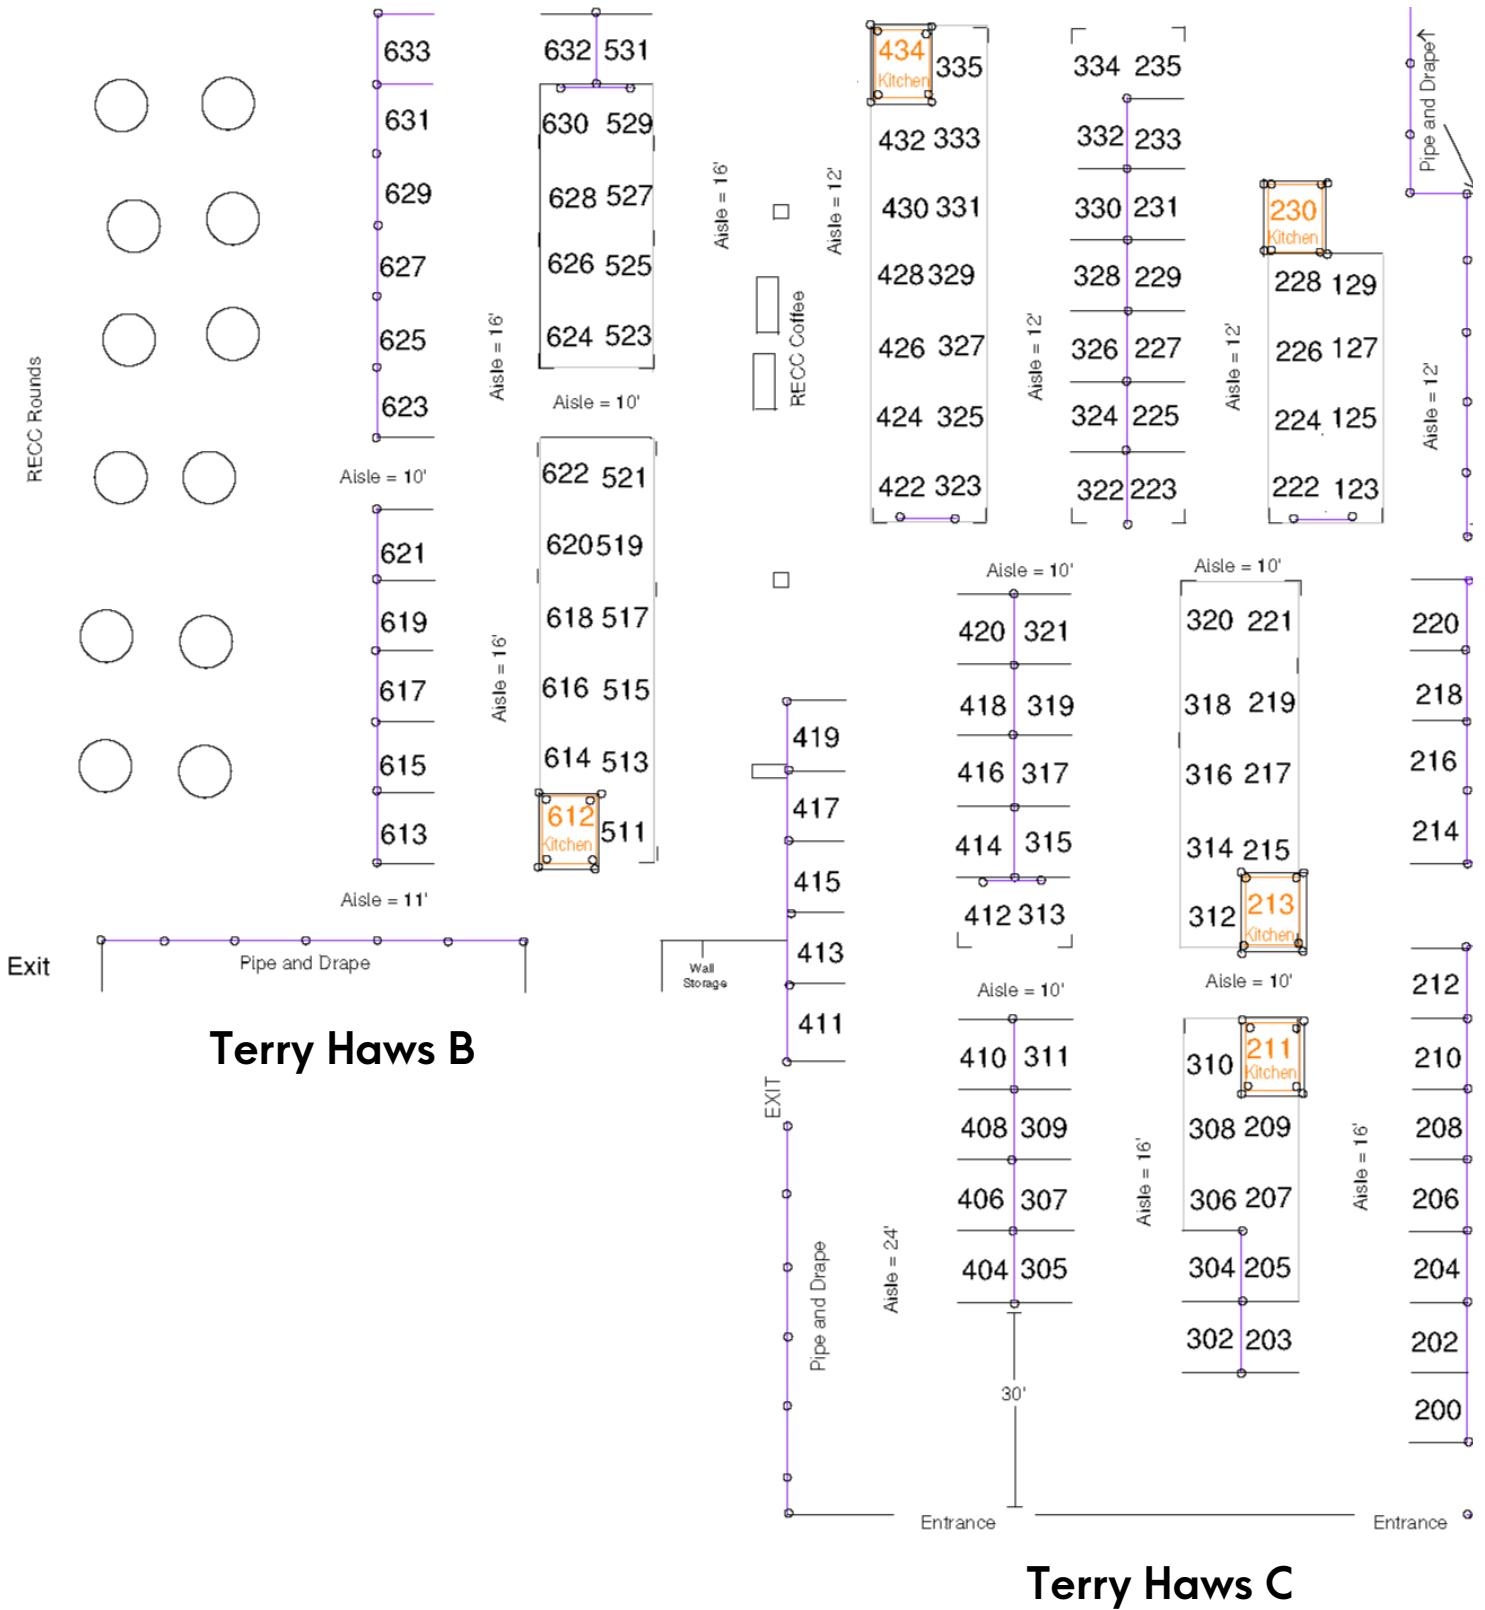 633
632 531
434
Kitchen
335
334 235
Pipe and Drape
631
630 529
432 333
332 233
629
628 527
Aisle = 16'
Aisle = 12'
430 331
330 231
230
Kitchen
627
626 525
428 329
328 229
228 129
625
624 523
Aisle = 16'
RECC Coffee
426 327
Aisle = 12'
326 227
Aisle = 12'
226 127
Aisle = 12'
RECC Rounds
623
Aisle = 10'
424 325
324 225
224 125
Aisle = 10'
622 521
422 323
322 223
222 123
621
620 519
Aisle = 10'
Aisle = 10'
619
618 517
420 321
320 221
220
617
Aisle = 16'
616 515
418 319
318 219
218
615
614 513
419
416 317
316 217
216
613
612
Kitchen
511
417
414 315
314 215
214
Aisle = 11'
415
412 313
312
213
Kitchen
Exit
Pipe and Drape
Wall
Storage
413
Aisle = 10'
Aisle = 10'
212
411
Terry Haws B
410 311
310
211
Kitchen
210
EXIT
408 309
308 209
208
406 307
Aisle = 16'
306 207
Aisle = 16'
206
Pipe and Drape
Aisle = 24'
404 305
304 205
204
302 203
202
30'
200
Entrance
Entrance
Terry Haws C